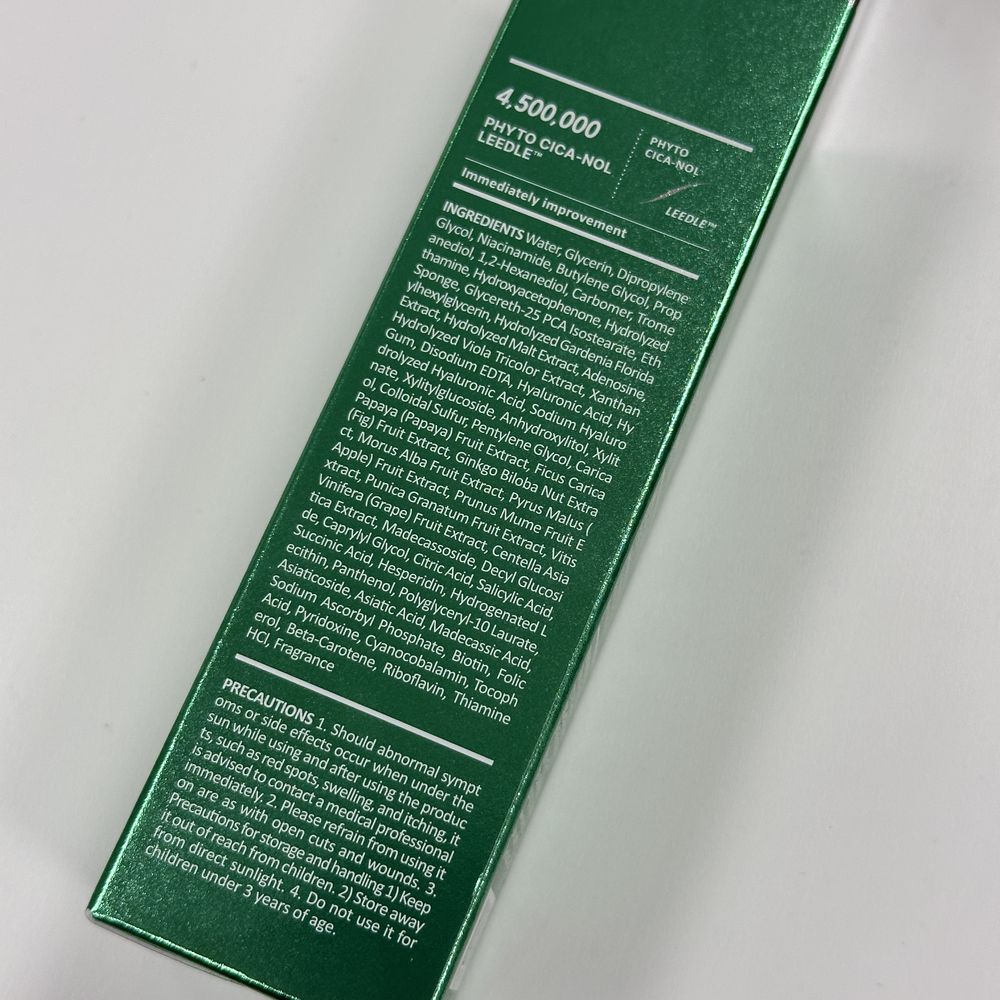 4,500,000
PHYTO CICA-NOL
LEEDLE™
PHYTO
CICA-NOL
LEEDLE™
Immediately improvement
INGREDIENTS Water, Glycerin, Dipropylene
Glycol, Niacinamide, Butylene Glycol, Prop
anediol, 1,2-Hexanediol, Carbomer, Trome
thamine, Hydroxyacetophenone, Hydrolyzed
Sponge, Glycereth-25 PCA Isostearate, Eth
ylhexylglycerin, Hydrolyzed Gardenia Florida
Extract, Hydrolyzed Malt Extract, Adenosine,
Hydrolyzed Viola Tricolor Extract, Xanthan
Gum, Disodium EDTA, Hyaluronic Acid, Hy
drolyzed Hyaluronic Acid, Sodium Hyaluro
nate, Xylitylglucoside, Anhydroxylitol, Xylit
ol, Colloidal Sulfur, Pentylene Glycol, Carica
Papaya (Papaya) Fruit Extract, Ficus Carica
(Fig) Fruit Extract, Ginkgo Biloba Nut Extra
ct, Morus Alba Fruit Extract, Pyrus Malus (
Apple) Fruit Extract, Prunus Mume Fruit E
xtract, Punica Granatum Fruit Extract, Vitis
Vinifera (Grape) Fruit Extract, Centella Asia
tica Extract, Madecassoside, Decyl Glucosi
de, Caprylyl Glycol, Citric Acid, Salicylic Acid,
Succinic Acid, Hesperidin, Hydrogenated L
ecithin, Panthenol, Polyglyceryl-10 Laurate,
Asiaticoside, Asiatic Acid, Madecassic Acid,
Sodium Ascorbyl Phosphate, Biotin, Folic
Acid, Pyridoxine, Cyanocobalamin, Tocoph
erol, Beta-Carotene, Riboflavin, Thiamine
HCl, Fragrance
PRECAUTIONS 1. Should abnormal sympt
oms or side effects occur when under the
sun while using and after using the produc
ts, such as red spots, swelling, and itching, it
is advised to contact a medical professional
immediately. 2. Please refrain from using it
on are as with open cuts and wounds. 3.
Precautions for storage and handling 1) Keep
it out of reach from children. 2) Store away
from direct sunlight. 4. Do not use it for
children under 3 years of age.